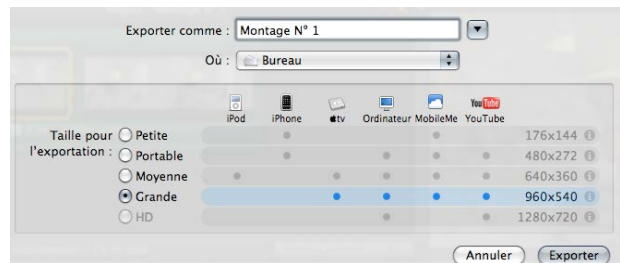 Exporter comme : Montage N° 1
Où : Bureau
iPod iPhone tv Ordinateur MobileMe YouTube
Taille pour l'exportation :
Petite 176x144
Portable 480x272
Moyenne 640x360
Grande 960x540
HD 1280x720
Annuler Exporter